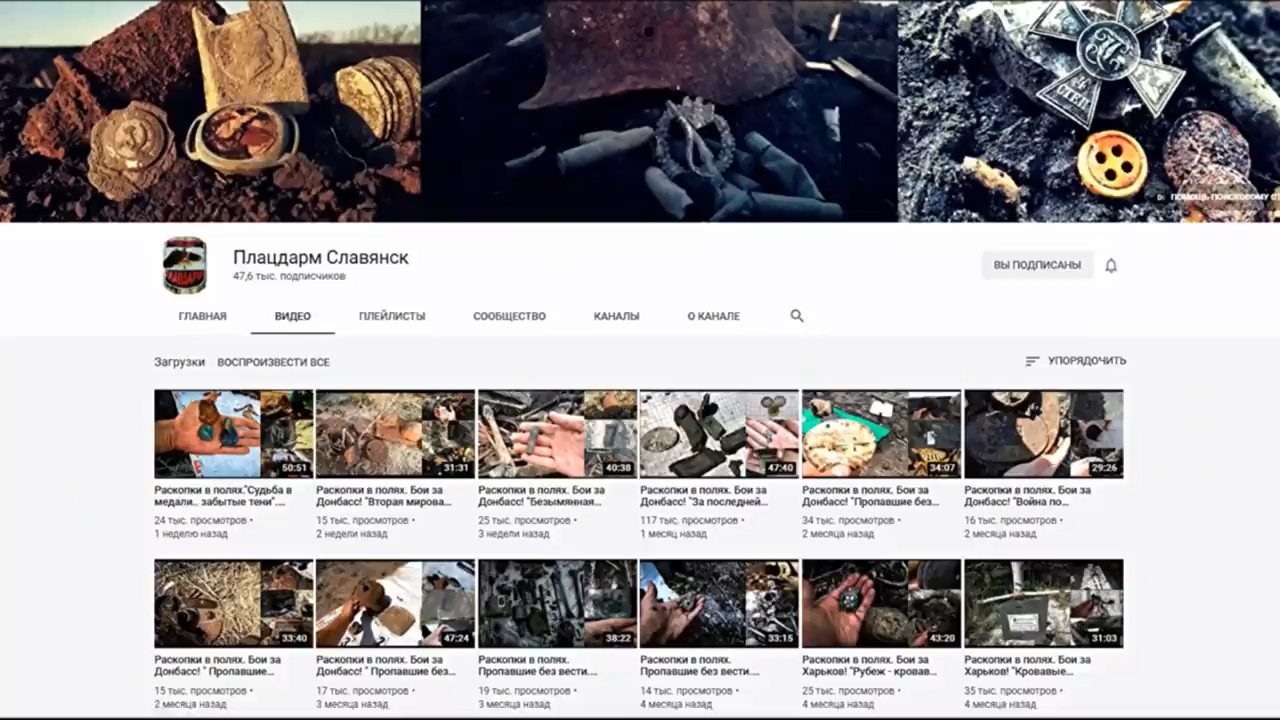 СТЕП.
ПОМОЩЬ ПОИСКОВОМУ
ПЛАЦДАРМ
Плацдарм Славянск
47,6 тыс. подписчиков
ВЫ ПОДПИСАНЫ
ГЛАВНАЯ ВИДЕО ПЛЕЙЛИСТЫ СООБЩЕСТВО КАНАЛЫ О КАНАЛЕ
Загрузки ВОСПРОИЗВЕСТИ ВСЕ
УПОРЯДОЧИТЬ
50:51 31:31 40:38 47:40 34:07 29:26
Раскопки в полях."Судьба в
медали.. забытые тени"....
24 тыс. просмотров •
1 неделю назад
Раскопки в полях. Бои за
Донбасс! "Вторая мирова...
15 тыс. просмотров •
2 недели назад
Раскопки в полях. Бои за
Донбасс! "Безымянная...
25 тыс. просмотров •
3 недели назад
Раскопки в полях. Бои за
Донбасс! "За последней...
117 тыс. просмотров •
1 месяц назад
Раскопки в полях. Бои за
Донбасс! "Пропавшие без...
34 тыс. просмотров •
2 месяца назад
Раскопки в полях. Бои за
Донбасс! "Война по...
16 тыс. просмотров •
2 месяца назад
33:40 47:24 38:22 33:15 43:20 31:03
Раскопки в полях. Бои за
Донбасс! " Пропавшие...
15 тыс. просмотров •
2 месяца назад
Раскопки в полях. Бои за
Донбасс! " Пропавшие без...
17 тыс. просмотров •
3 месяца назад
Раскопки в полях.
Пропавшие без вести....
19 тыс. просмотров •
3 месяца назад
Раскопки в полях.
Пропавшие без вести....
14 тыс. просмотров •
4 месяца назад
Раскопки в полях. Бои за
Харьков! "Рубеж - кровав...
25 тыс. просмотров •
4 месяца назад
Раскопки в полях. Бои за
Харьков! "Кровавые...
35 тыс. просмотров •
4 месяца назад